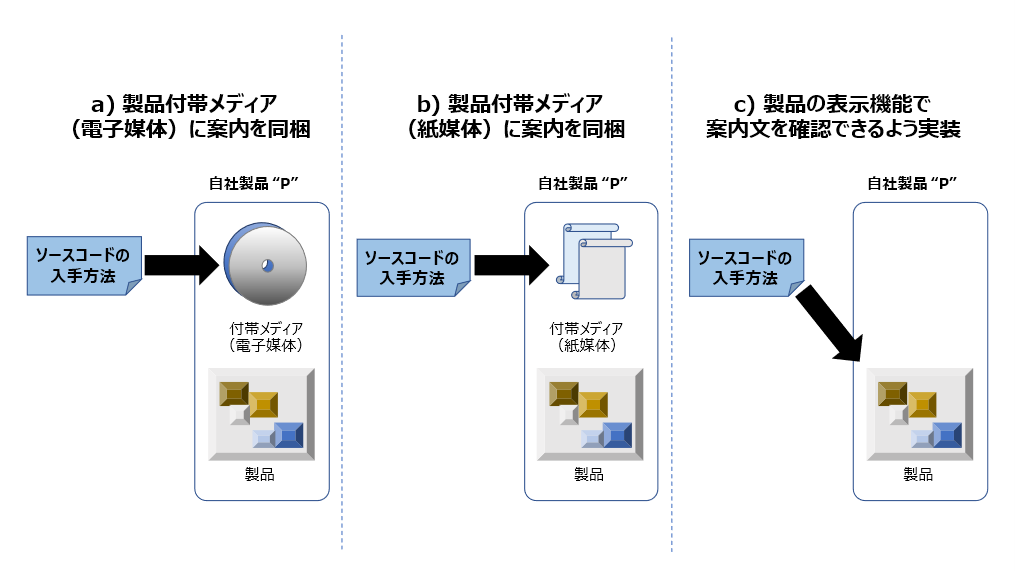 a) 製品付帯メディア
（電子媒体）に案内を同梱
自社製品 “P”
ソースコードの
入手方法
付帯メディア
（電子媒体）
製品
b) 製品付帯メディア
（紙媒体）に案内を同梱
自社製品 “P”
ソースコードの
入手方法
付帯メディア
（紙媒体）
製品
c) 製品の表示機能で
案内文を確認できるよう実装
自社製品 “P”
ソースコードの
入手方法
製品